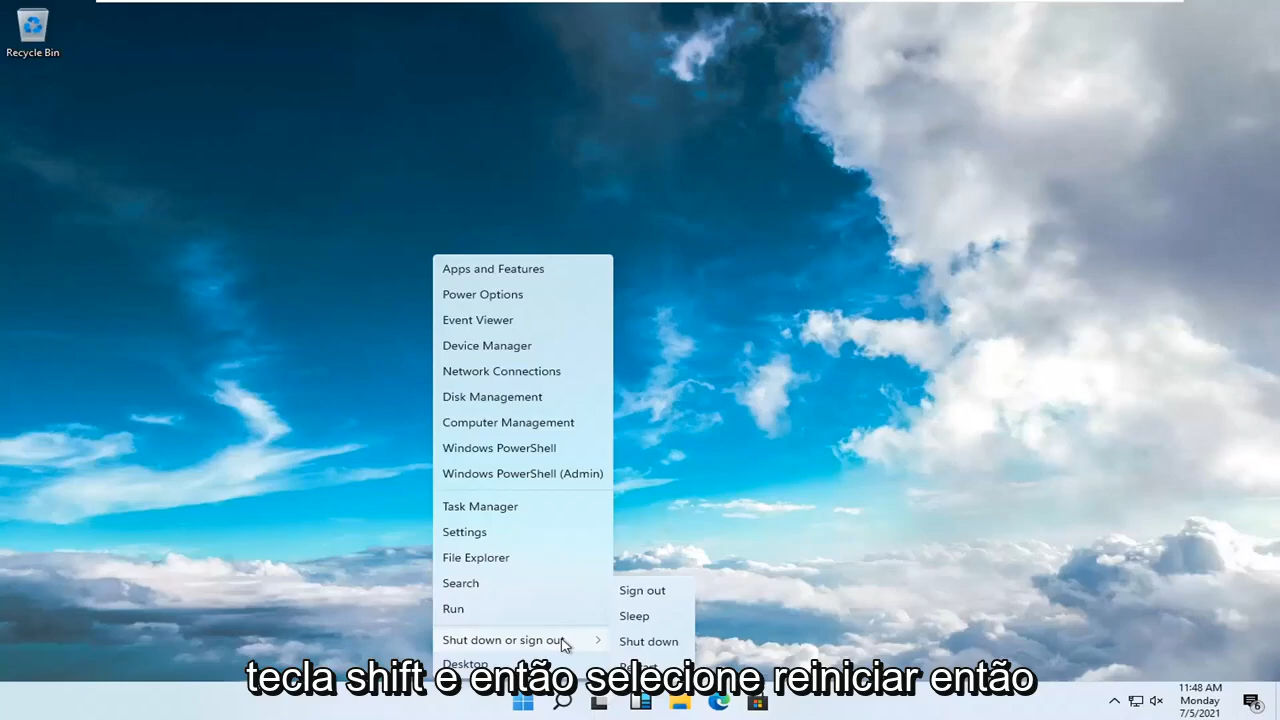 Recycle Bin
Apps and Features
Power Options
Event Viewer
Device Manager
Network Connections
Disk Management
Computer Management
Windows PowerShell
Windows PowerShell (Admin)
Task Manager
Settings
File Explorer
Search
Run
Shut down or sign out
Desktop
Sign out
Sleep
Shut down
tecla shift e então selecione reiniciar então
11:48 AM
Monday
7/5/2021
6